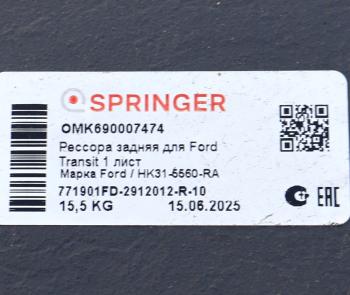 SPRINGER
OMK690007474
Рессора задняя для Ford
Transit 1 лист
Марка Ford / HK31-5560-RA
771901FD-2912012-R-10
15,5 KG 15.06.2025
EAC